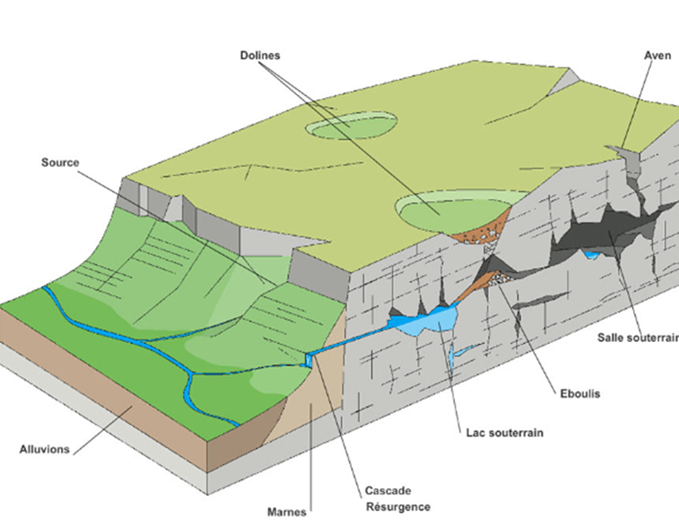 Dolines
Aven
Source
Salle souterrain
Eboulis
Lac souterrain
Alluvions
Cascade
Résurgence
Marnes